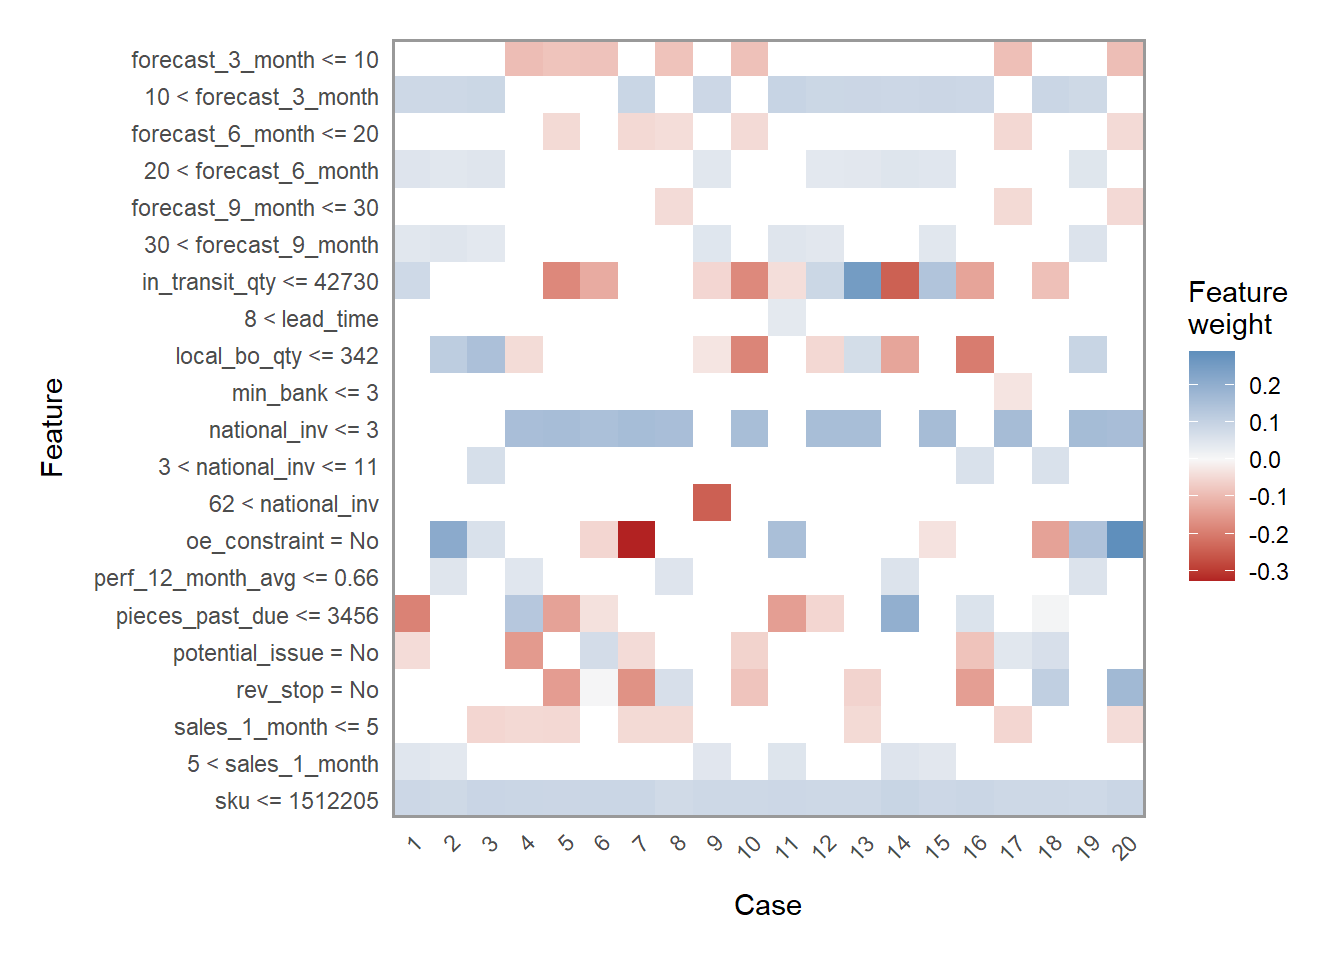 forecast_3_month <= 10
10 < forecast_3_month
forecast_6_month <= 20
20 < forecast_6_month
forecast_9_month <= 30
30 < forecast_9_month
in_transit_qty <= 42730
8 < lead_time
local_bo_qty <= 342
min_bank <= 3
national_inv <= 3
3 < national_inv <= 11
62 < national_inv
oe_constraint = No
perf_12_month_avg <= 0.66
pieces_past_due <= 3456
potential_issue = No
rev_stop = No
sales_1_month <= 5
5 < sales_1_month
sku <= 1512205
Feature
1 2 3 4 5 6 7 8 9 10 11 12 13 14 15 16 17 18 19 20
Case
Feature
weight
0.2
0.1
0.0
-0.1
-0.2
-0.3